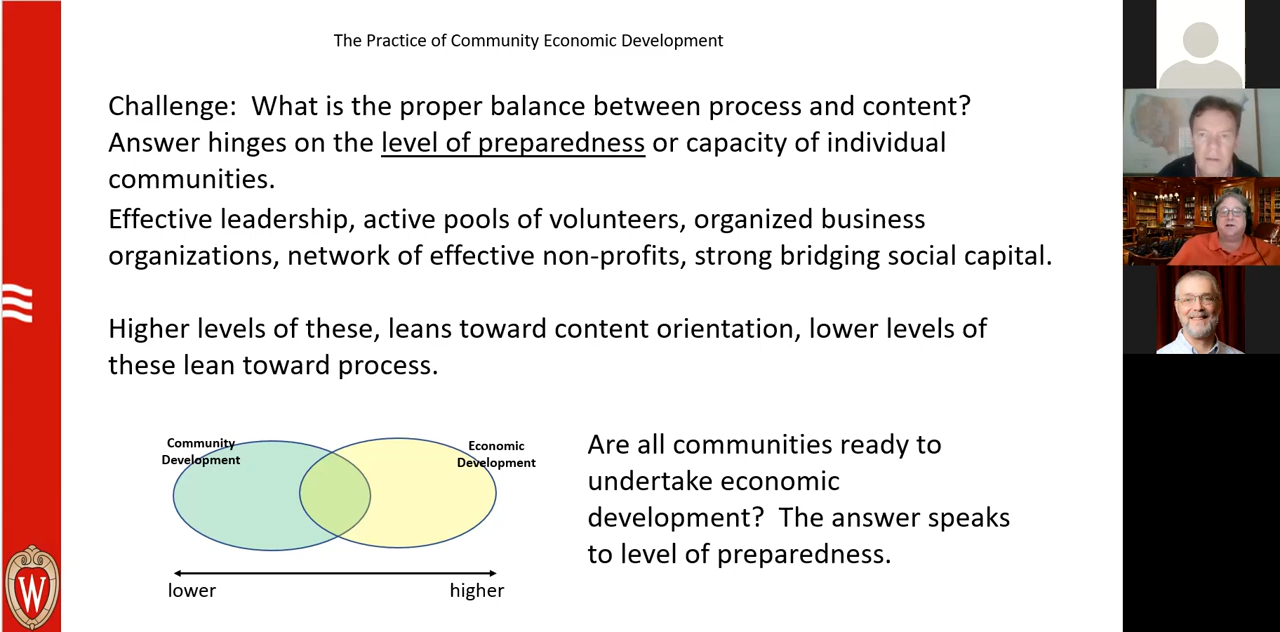 The Practice of Community Economic Development
Challenge:  What is the proper balance between process and content?
Answer hinges on the level of preparedness or capacity of individual
communities.
Effective leadership, active pools of volunteers, organized business
organizations, network of effective non-profits, strong bridging social capital.
Higher levels of these, leans toward content orientation, lower levels of
these lean toward process.
Community
Development
Economic
Development
lower
higher
Are all communities ready to
undertake economic
development?  The answer speaks
to level of preparedness.
W